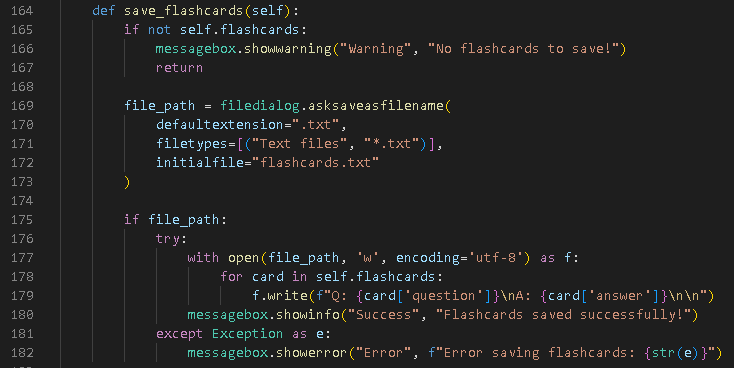 164 def save_flashcards(self):
165 if not self.flashcards:
166 messagebox.showwarning("Warning", "No flashcards to save!")
167 return
168
169 file_path = filedialog.asksaveasfilename(
170 defaultextension=".txt",
171 filetypes=[("Text files", "*.txt")],
172 initialfile="flashcards.txt"
173 )
174
175 if file_path:
176 try:
177 with open(file_path, 'w', encoding='utf-8') as f:
178 for card in self.flashcards:
179 f.write(f"Q: {card['question']}\nA: {card['answer']}\n\n")
180 messagebox.showinfo("Success", "Flashcards saved successfully!")
181 except Exception as e:
182 messagebox.showerror("Error", f"Error saving flashcards: {str(e)}")